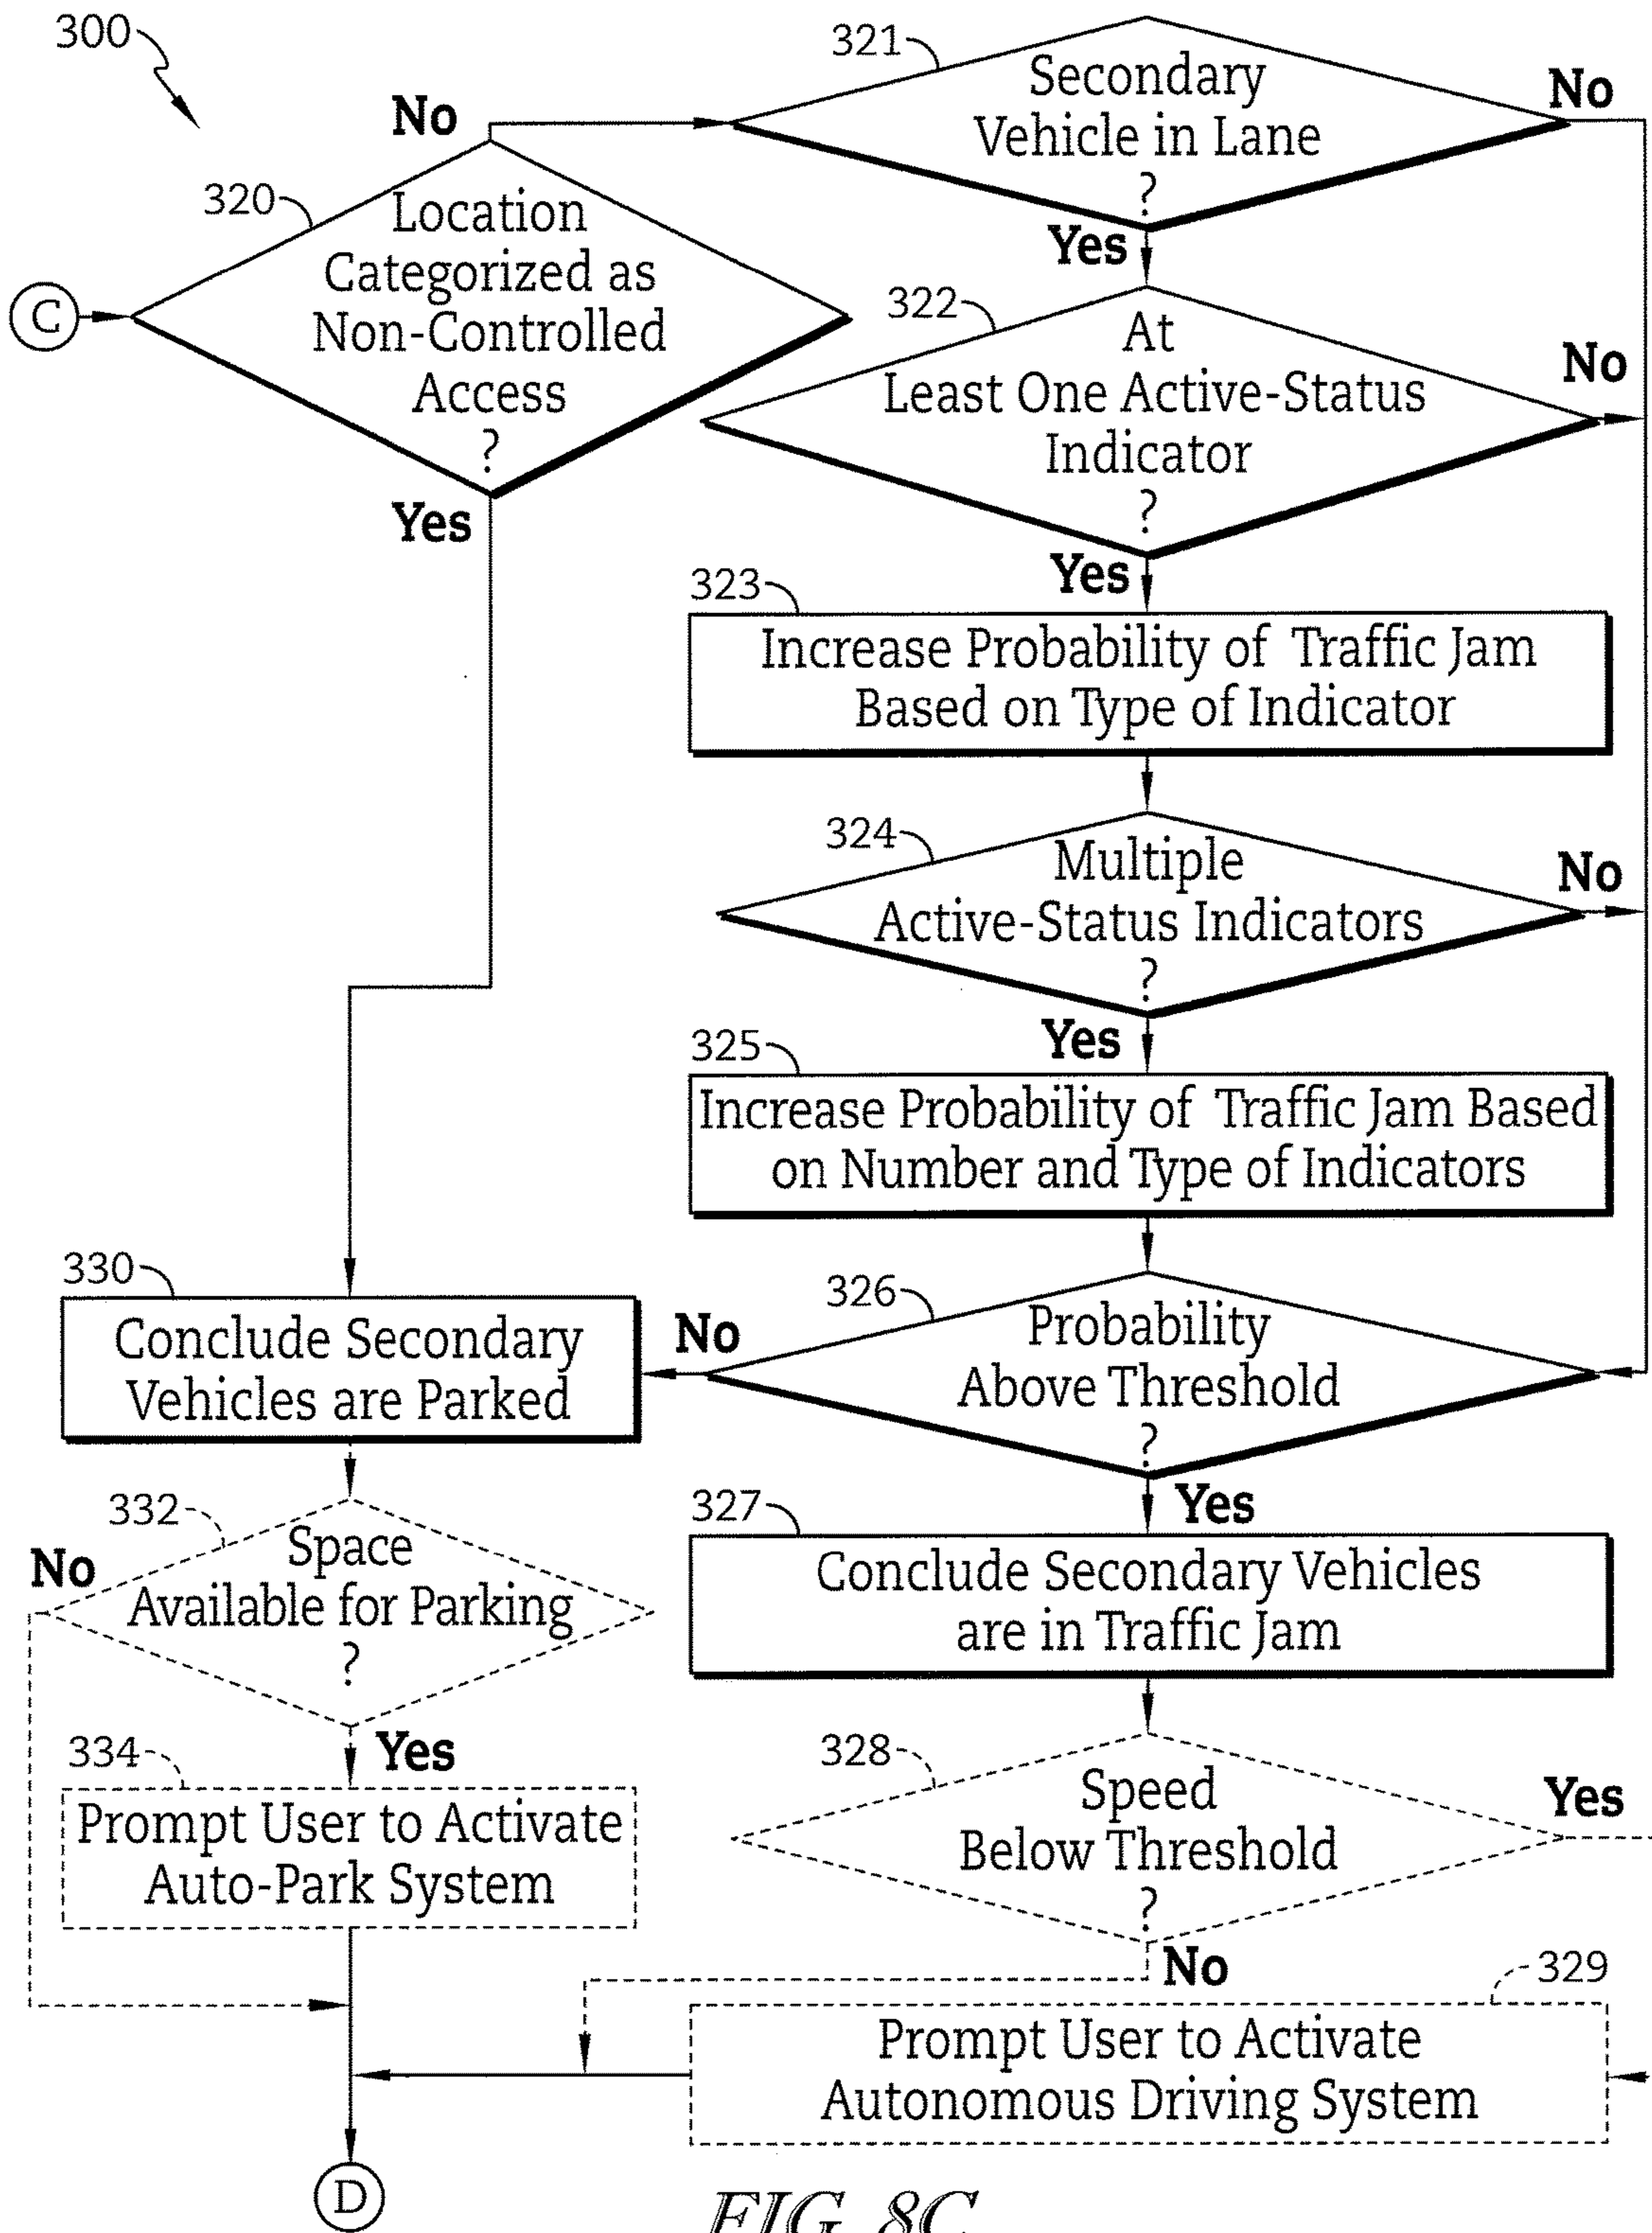 300
321
Secondary
Vehicle in Lane
?
No
Yes
No
320
Location
Categorized as
Non-Controlled
Access
?
Yes
C
322
At
Least One Active-Status
Indicator
?
No
Yes
323
Increase Probability of Traffic Jam
Based on Type of Indicator
324
Multiple
Active-Status Indicators
?
No
Yes
325
Increase Probability of Traffic Jam Based
on Number and Type of Indicators
326
Probability
Above Threshold
?
No
Yes
330
Conclude Secondary
Vehicles are Parked
327
Conclude Secondary Vehicles
are in Traffic Jam
332
Space
Available for Parking
?
No
Yes
334
Prompt User to Activate
Auto-Park System
328
Speed
Below Threshold
?
Yes
No
329
Prompt User to Activate
Autonomous Driving System
D
FIG. 8C